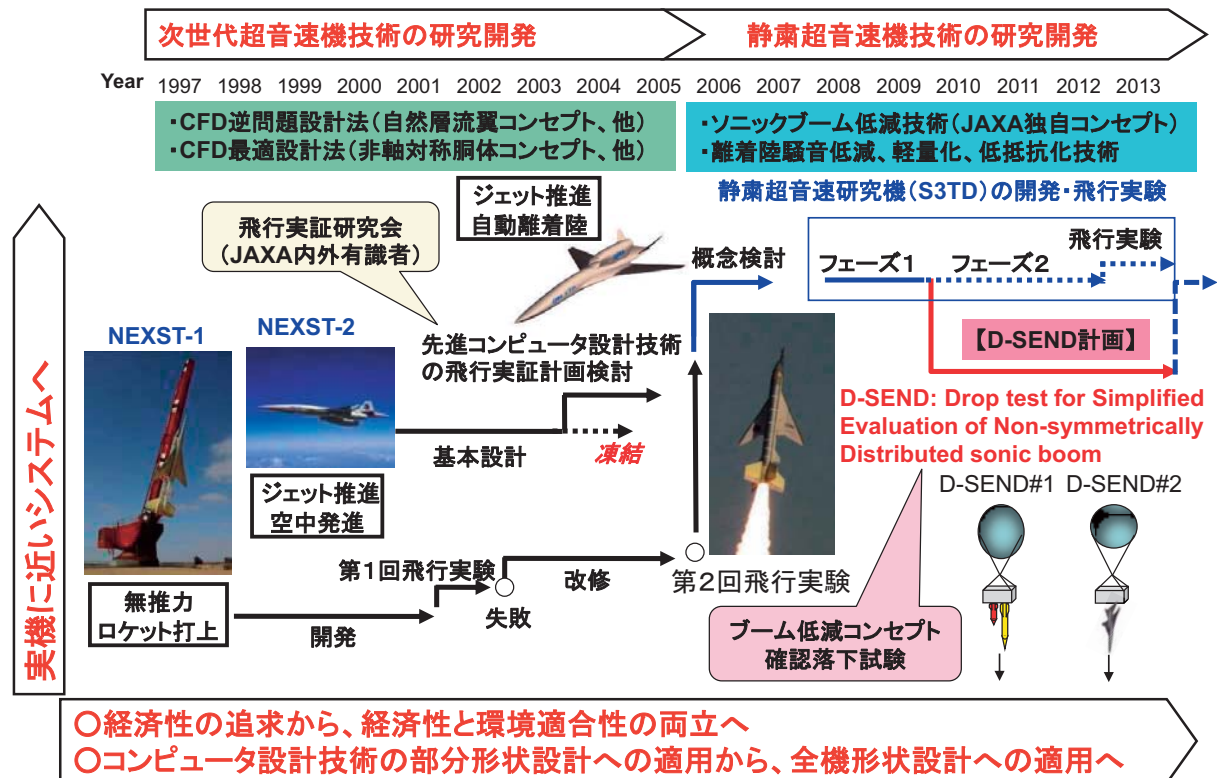 次世代超音速機技術の研究開発
静粛超音速機技術の研究開発
Year 1997 1998 1999 2000 2001 2002 2003 2004 2005 2006 2007 2008 2009 2010 2011 2012 2013
・CFD逆問題設計法（自然層流翼コンセプト、他）
・CFD最適設計法（非軸対称胴体コンセプト、他）
・ソニックブーム低減技術（JAXA独自コンセプト）
・離着陸騒音低減、軽量化、低抵抗化技術
静粛超音速研究機（S3TD）の開発・飛行実験
ジェット推進
自動離着陸
飛行実証研究会
（JAXA内外有識者）
概念検討
フェーズ１
フェーズ２
飛行実験
NEXST-1
NEXST-2
先進コンピュータ設計技術
の飛行実証計画検討
【D-SEND計画】
D-SEND: Drop test for Simplified
Evaluation of Non-symmetrically
Distributed sonic boom
基本設計
凍結
ジェット推進
空中発進
D-SEND#1 D-SEND#2
第１回飛行実験
改修
失敗
第２回飛行実験
無推力
ロケット打上
開発
ブーム低減コンセプト
確認落下試験
実機に近いシステムへ
○経済性の追求から、経済性と環境適合性の両立へ
○コンピュータ設計技術の部分形状設計への適用から、全機形状設計への適用へ